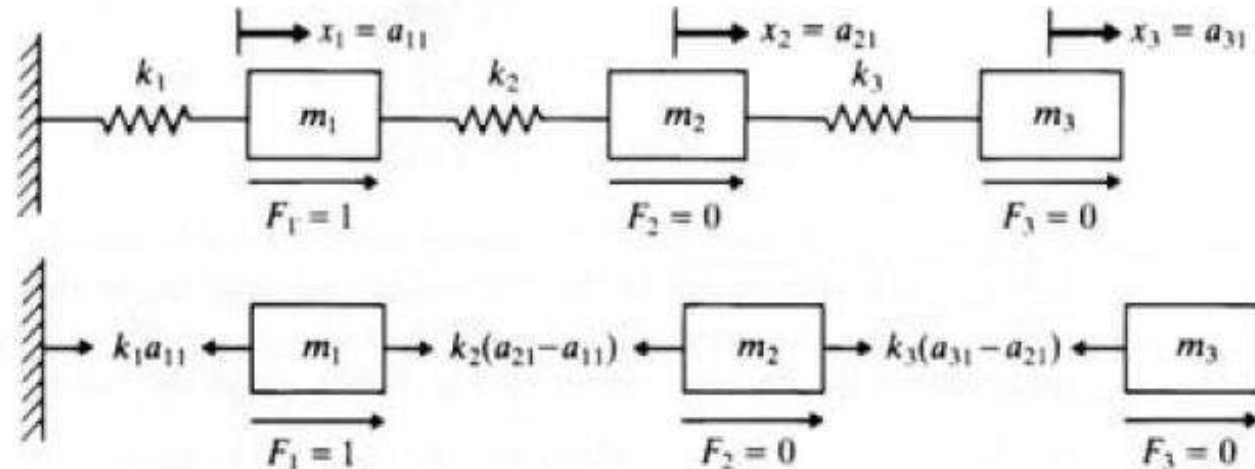 x₁ = a₁₁ x₂ = a₂₁ x₃ = a₃₁
k₁ k₂ k₃
m₁ m₂ m₃
F₁ = 1 F₂ = 0 F₃ = 0
k₁a₁₁ m₁ k₂(a₂₁−a₁₁) m₂ k₃(a₃₁−a₂₁) m₃
F₁ = 1 F₂ = 0 F₃ = 0